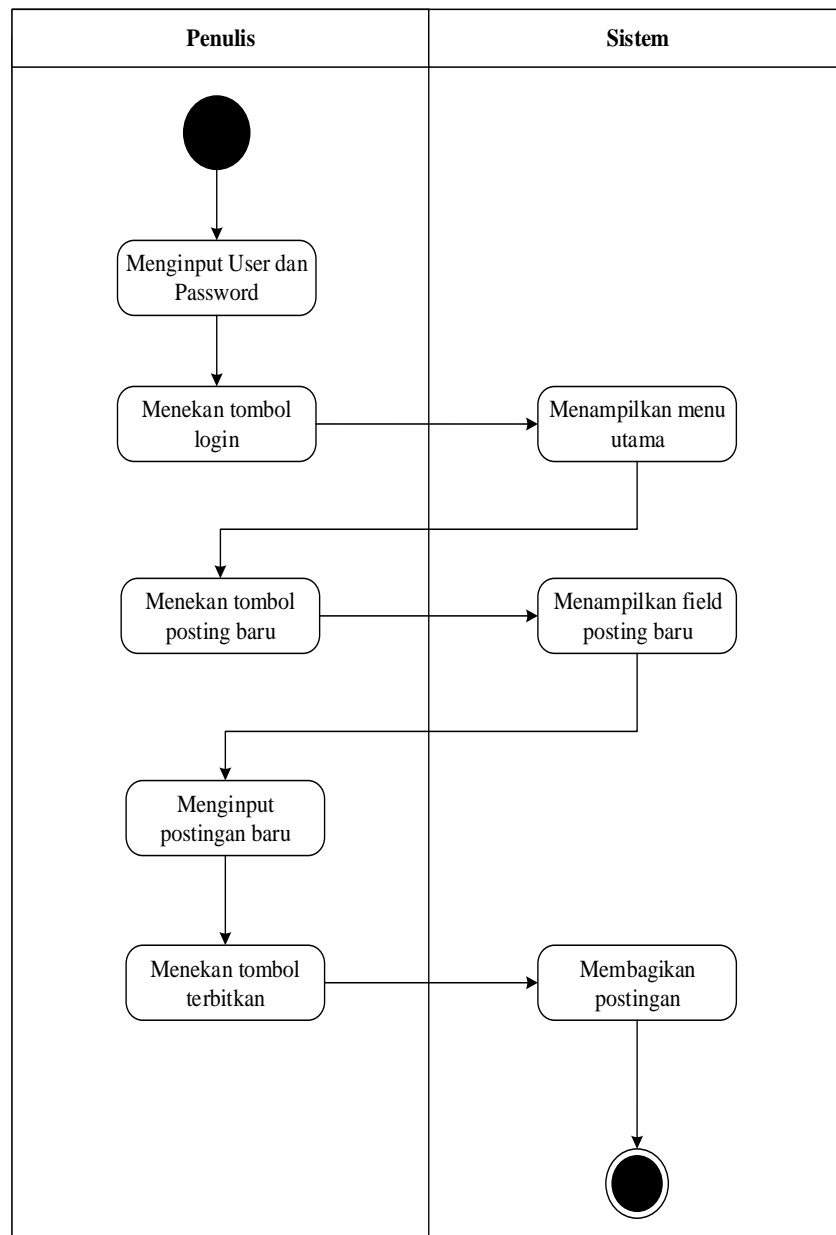 Penulis
Sistem
Menginput User dan
Password
Menekan tombol
login
Menampilkan menu
utama
Menekan tombol
posting baru
Menampilkan field
posting baru
Menginput
postingan baru
Menekan tombol
terbitkan
Membagikan
postingan